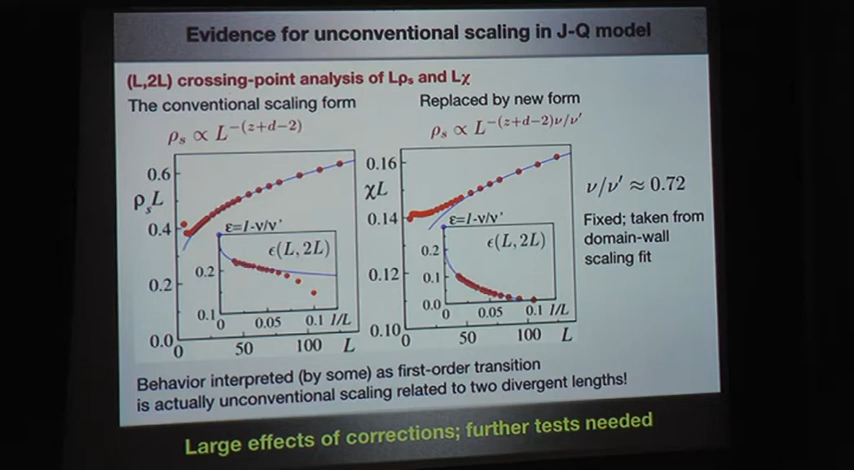 Evidence for unconventional scaling in J-Q model
(L,2L) crossing-point analysis of Lρₛ and Lχ
The conventional scaling form
ρₛ ∝ L^−(z+d−2)
Replaced by new form
ρₛ ∝ L^−(z+d−2)ν/ν′
0.6
ρₛL
0.4
0.2
0.0
0
50
100
L
ε=1-ν/ν'
ϵ(L, 2L)
0.2
0.1
0
0.05
0.1 1/L
0.16
χL
0.14
0.12
0.10
0
50
100
L
ε=1-ν/ν'
ϵ(L, 2L)
0.2
0.1
0.0
0
0.05
0.1 1/L
ν/ν′ ≈ 0.72
Fixed; taken from
domain-wall
scaling fit
Behavior interpreted (by some) as first-order transition
is actually unconventional scaling related to two divergent lengths!
Large effects of corrections; further tests needed